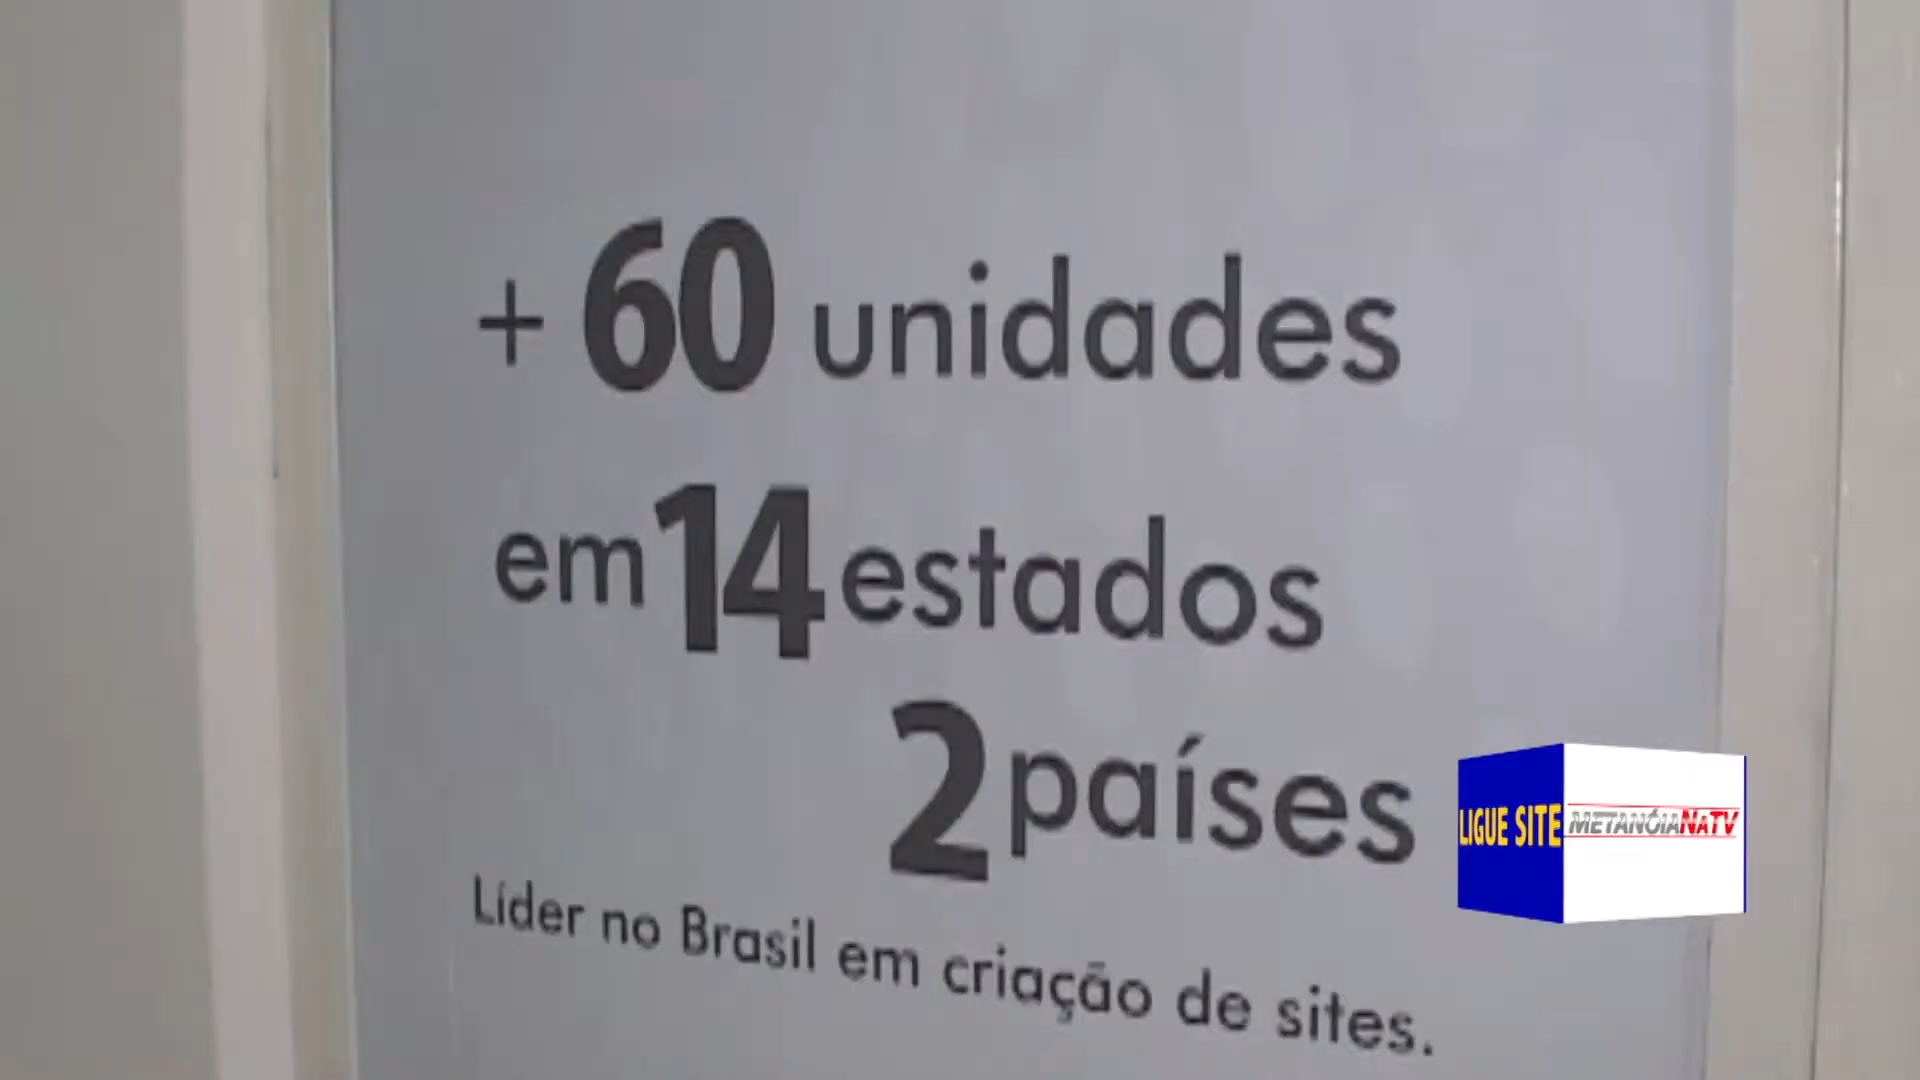 + 60 unidades
em 14 estados
2 países
LIGUE SITE
METANÓIANATV
Líder no Brasil em criação de sites.